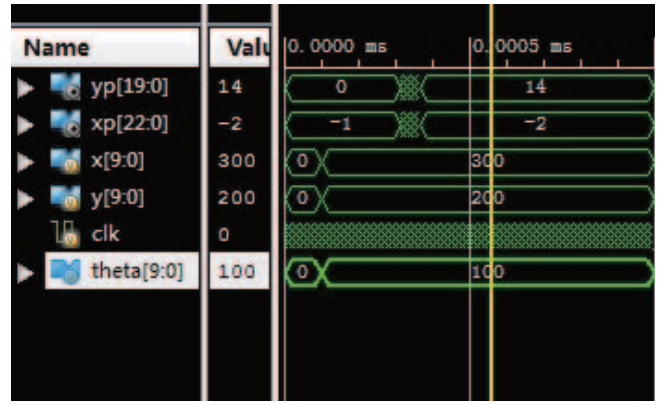 Name Valu 0.0000 ms 0.0005 ms
yp[19:0] 14 0 14
xp[22:0] -2 -1 -2
x[9:0] 300 0 300
y[9:0] 200 0 200
clk 0
theta[9:0] 100 0 100